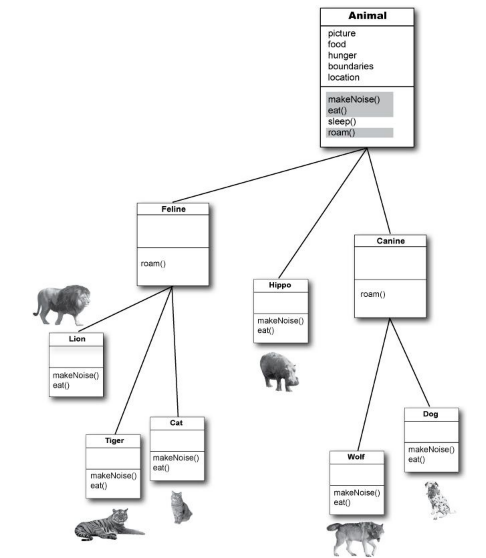 Animal
picture
food
hunger
boundaries
location
makeNoise()
eat()
sleep()
roam()
Feline
roam()
Canine
roam()
Hippo
makeNoise()
eat()
Lion
makeNoise()
eat()
Tiger
makeNoise()
eat()
Cat
makeNoise()
eat()
Wolf
makeNoise()
eat()
Dog
makeNoise()
eat()